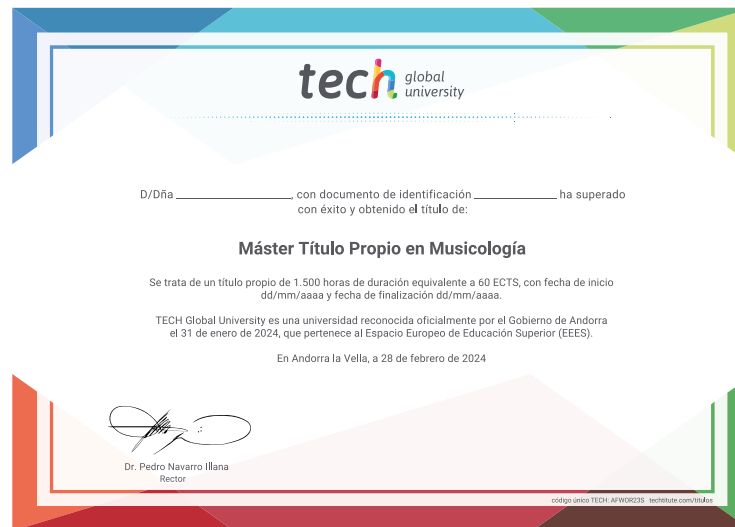 tech global university
D/Dña ____________, con documento de identificación ____________ ha superado
con éxito y obtenido el título de:
Máster Título Propio en Musicología
Se trata de un título propio de 1.500 horas de duración equivalente a 60 ECTS, con fecha de inicio
dd/mm/aaaa y fecha de finalización dd/mm/aaaa.
TECH Global University es una universidad reconocida oficialmente por el Gobierno de Andorra
el 31 de enero de 2024, que pertenece al Espacio Europeo de Educación Superior (EEES).
En Andorra la Vella, a 28 de febrero de 2024
Dr. Pedro Navarro Illana
Rector
código único TECH: AFWOR23S techtitute.com/titulos